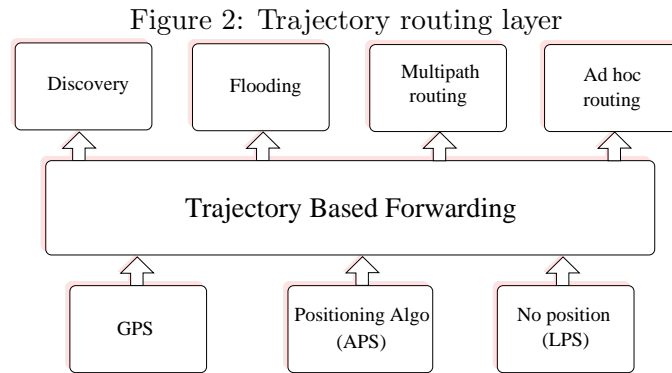 Figure 2: Trajectory routing layer
Discovery
Flooding
Multipath
routing
Ad hoc
routing
Trajectory Based Forwarding
GPS
Positioning Algo
(APS)
No position
(LPS)